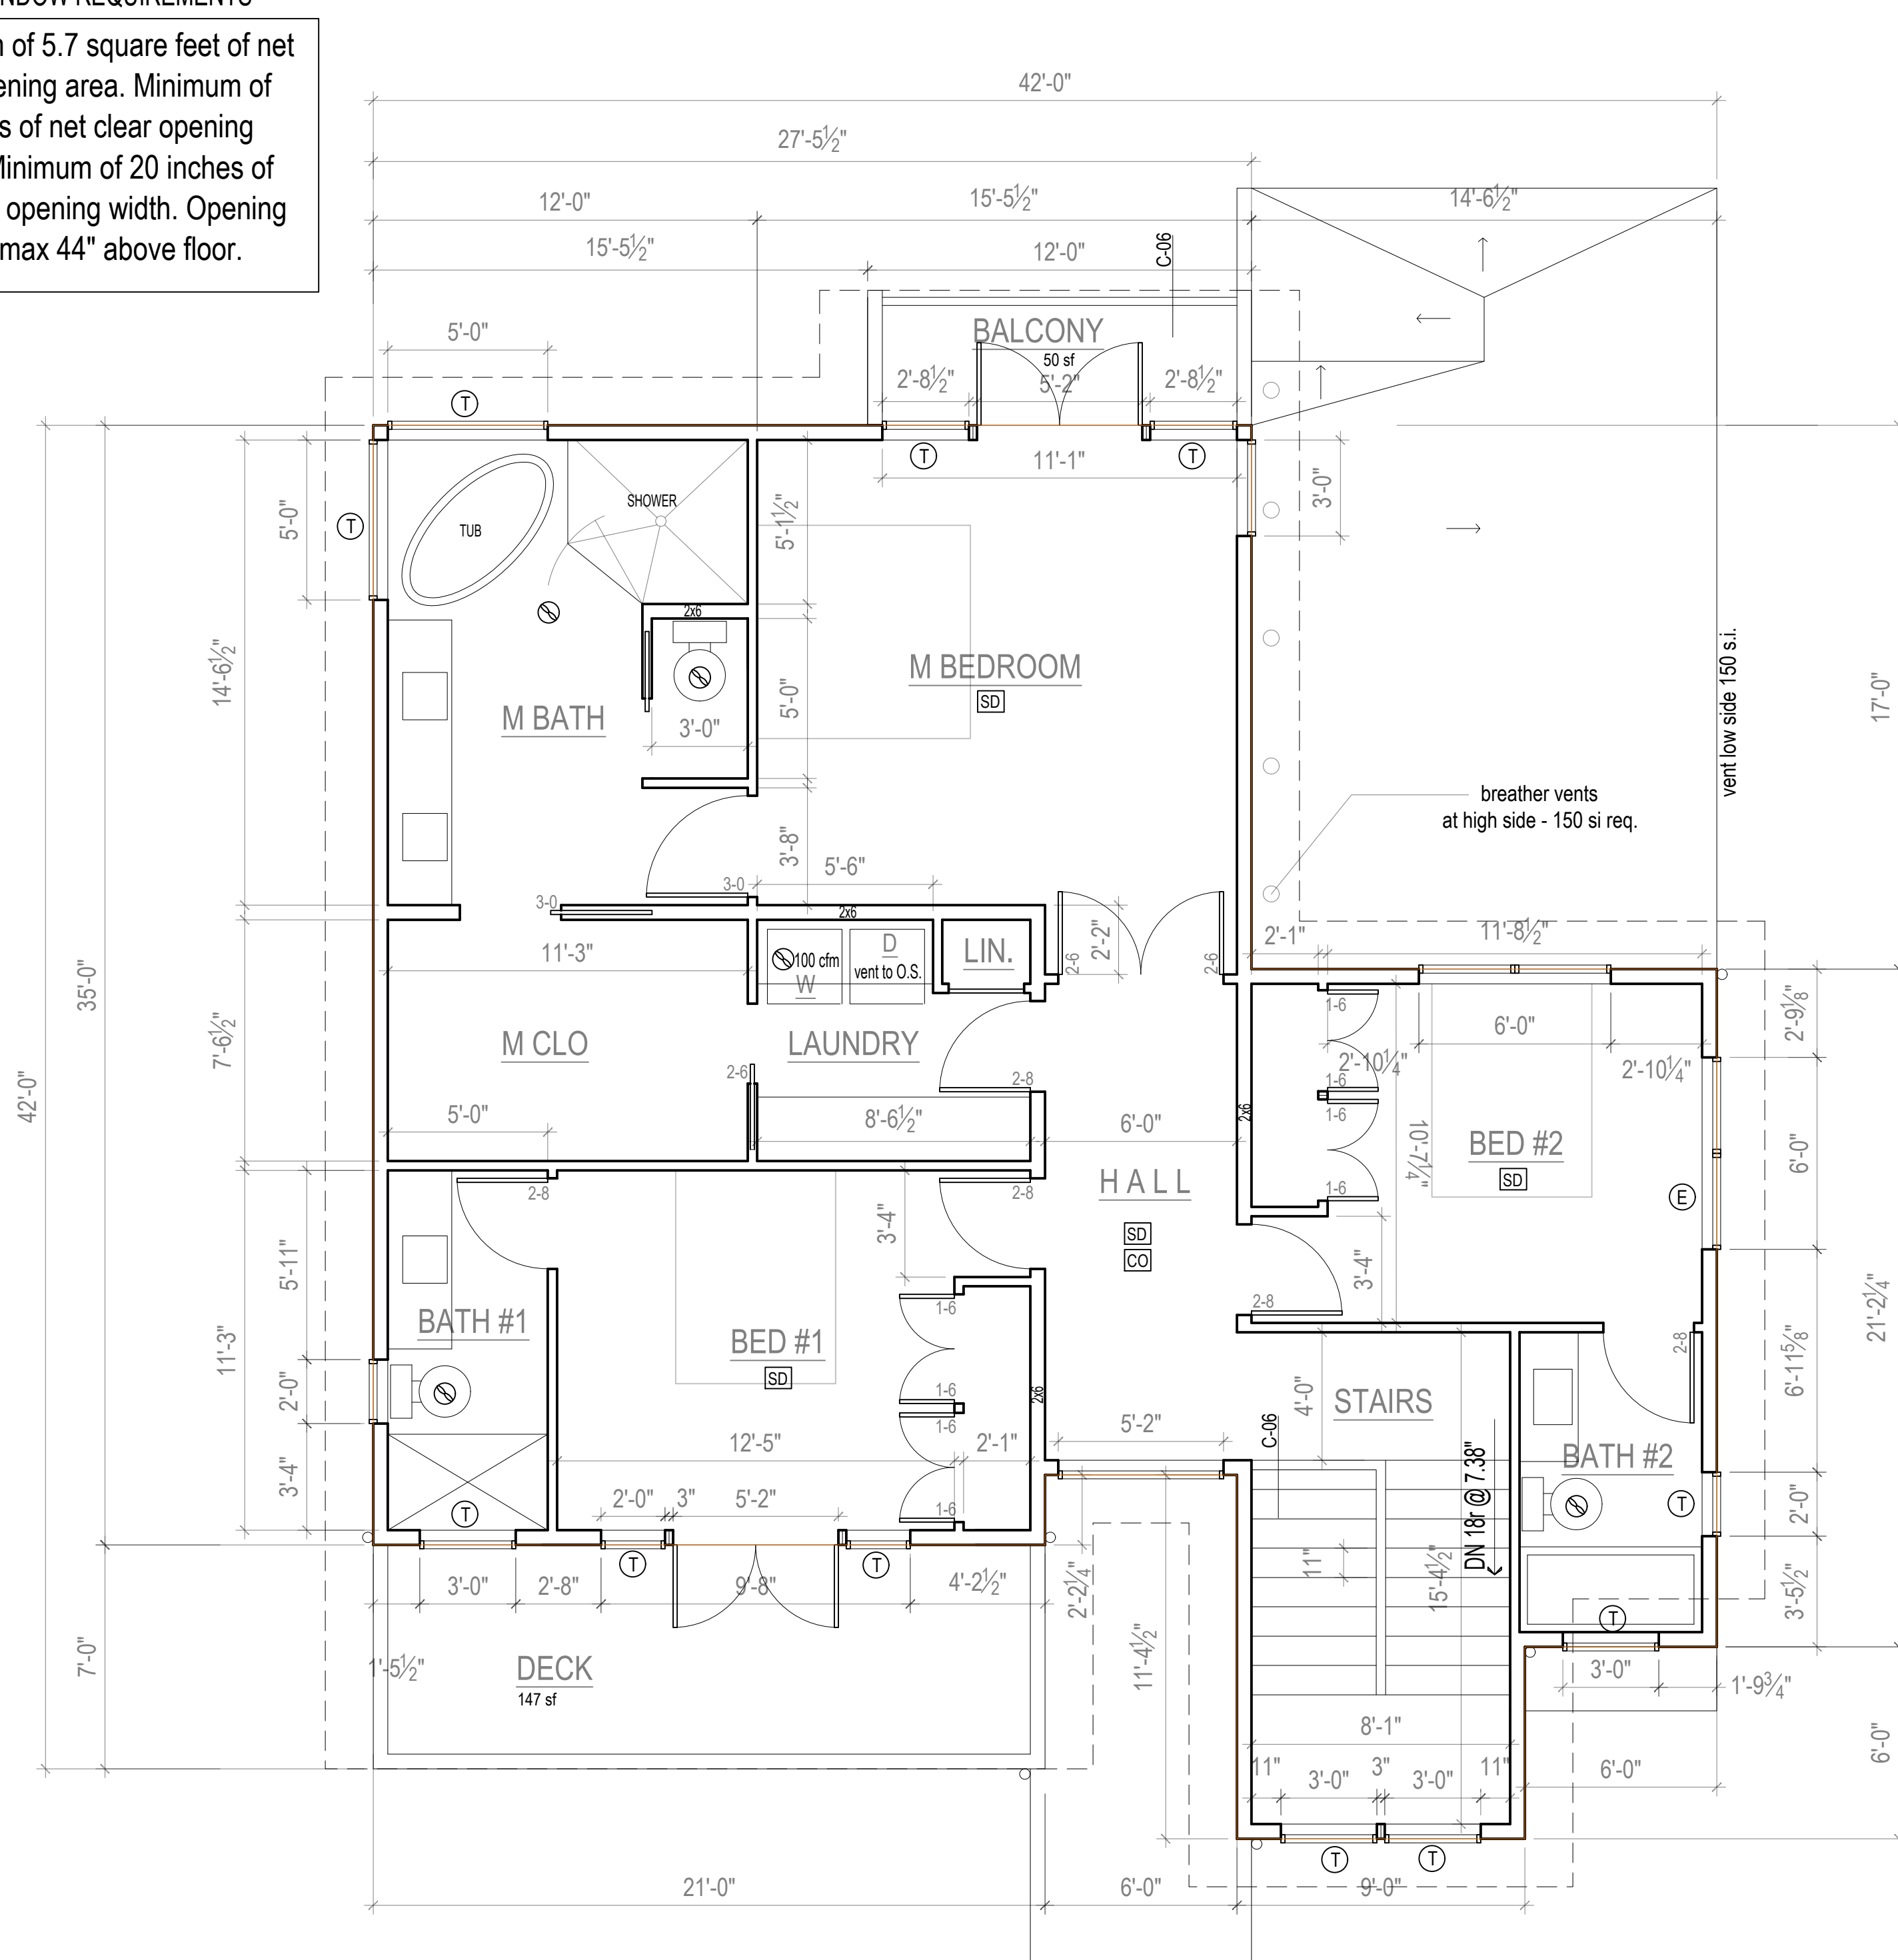 NDOW REQUIREMENTS
of 5.7 square feet of net
ening area. Minimum of
s of net clear opening
Minimum of 20 inches of
opening width. Opening
max 44" above floor.
42'-0"
27'-5½"
12'-0"
15'-5½"
14'-6½"
15'-5½"
12'-0"
C-06
5'-0"
BALCONY
50 sf
2'-8½"
5'-2"
2'-8½"
T
T
T
11'-1"
3'-0"
5'-0"
T
TUB
SHOWER
5'-1½"
2x6
14'-6½"
M BATH
3'-0"
5'-0"
M BEDROOM
SD
17'-0"
vent low side 150 s.i.
breather vents
at high side - 150 si req.
3'-8"
5'-6"
3-0
3-0
2x6
2'-2"
2-6
2-6
2'-1"
11'-8½"
35'-0"
42'-0"
11'-3"
100 cfm
W
D
vent to O.S.
LIN.
1-6
6'-0"
2'-9⅛"
7'-6½"
M CLO
LAUNDRY
2-6
2-8
2'-10¼"
2'-10¼"
1-6
1-6
5'-0"
8'-6½"
6'-0"
2x6
10'-7¼"
BED #2
SD
6'-0"
E
1-6
HALL
2-8
2-8
3'-4"
SD
CO
3'-4"
2-8
5'-11"
11'-3"
BATH #1
BED #1
SD
1-6
1-6
1-6
1-6
2x6
2'-0"
3'-4"
T
12'-5"
2'-1"
5'-2"
C-06
4'-0"
STAIRS
DN 18r @ 7.38"
2-8
BATH #2
6'-11⅝"
21'-2¼"
T
2'-0"
3'-5½"
2'-0"
3"
5'-2"
T
T
3'-0"
2'-8"
9'-8"
4'-2½"
2'-2¼"
11"
15'-4½"
T
7'-0"
1'-5½"
DECK
147 sf
11'-4½"
3'-0"
1'-9¾"
8'-1"
11"
3'-0"
3"
3'-0"
11"
6'-0"
6'-0"
T
T
21'-0"
6'-0"
9'-0"